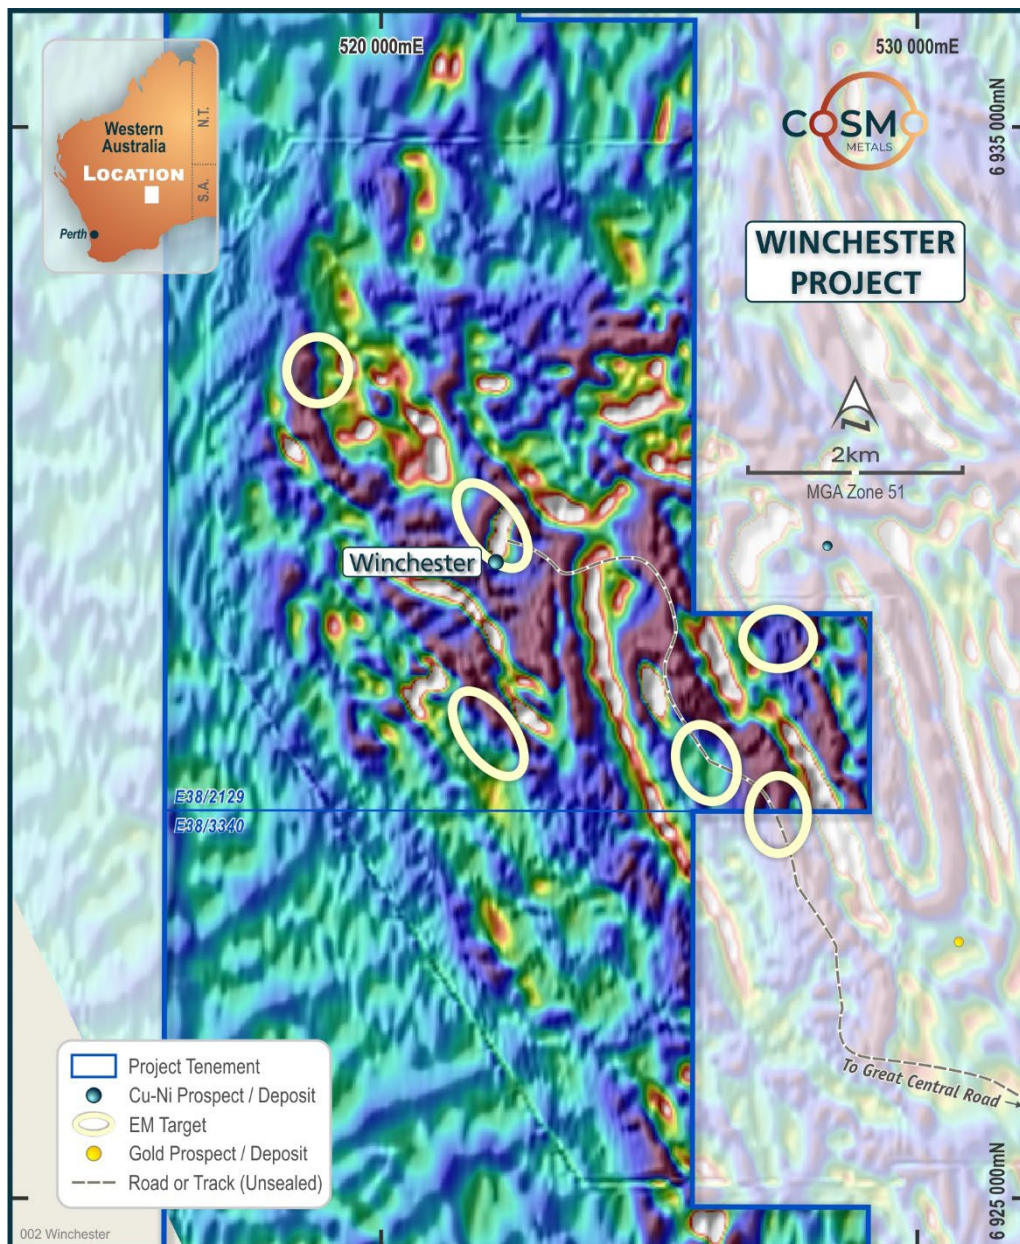 520 000mE
530 000mE
6 935 000mN
Western
Australia
N.T.
LOCATION
S.A.
Perth
COSMO
METALS
WINCHESTER
PROJECT
N
2km
MGA Zone 51
Winchester
E38/2129
E38/3340
To Great Central Road
Project Tenement
Cu-Ni Prospect / Deposit
EM Target
Gold Prospect / Deposit
Road or Track (Unsealed)
6 925 000mN
002 Winchester